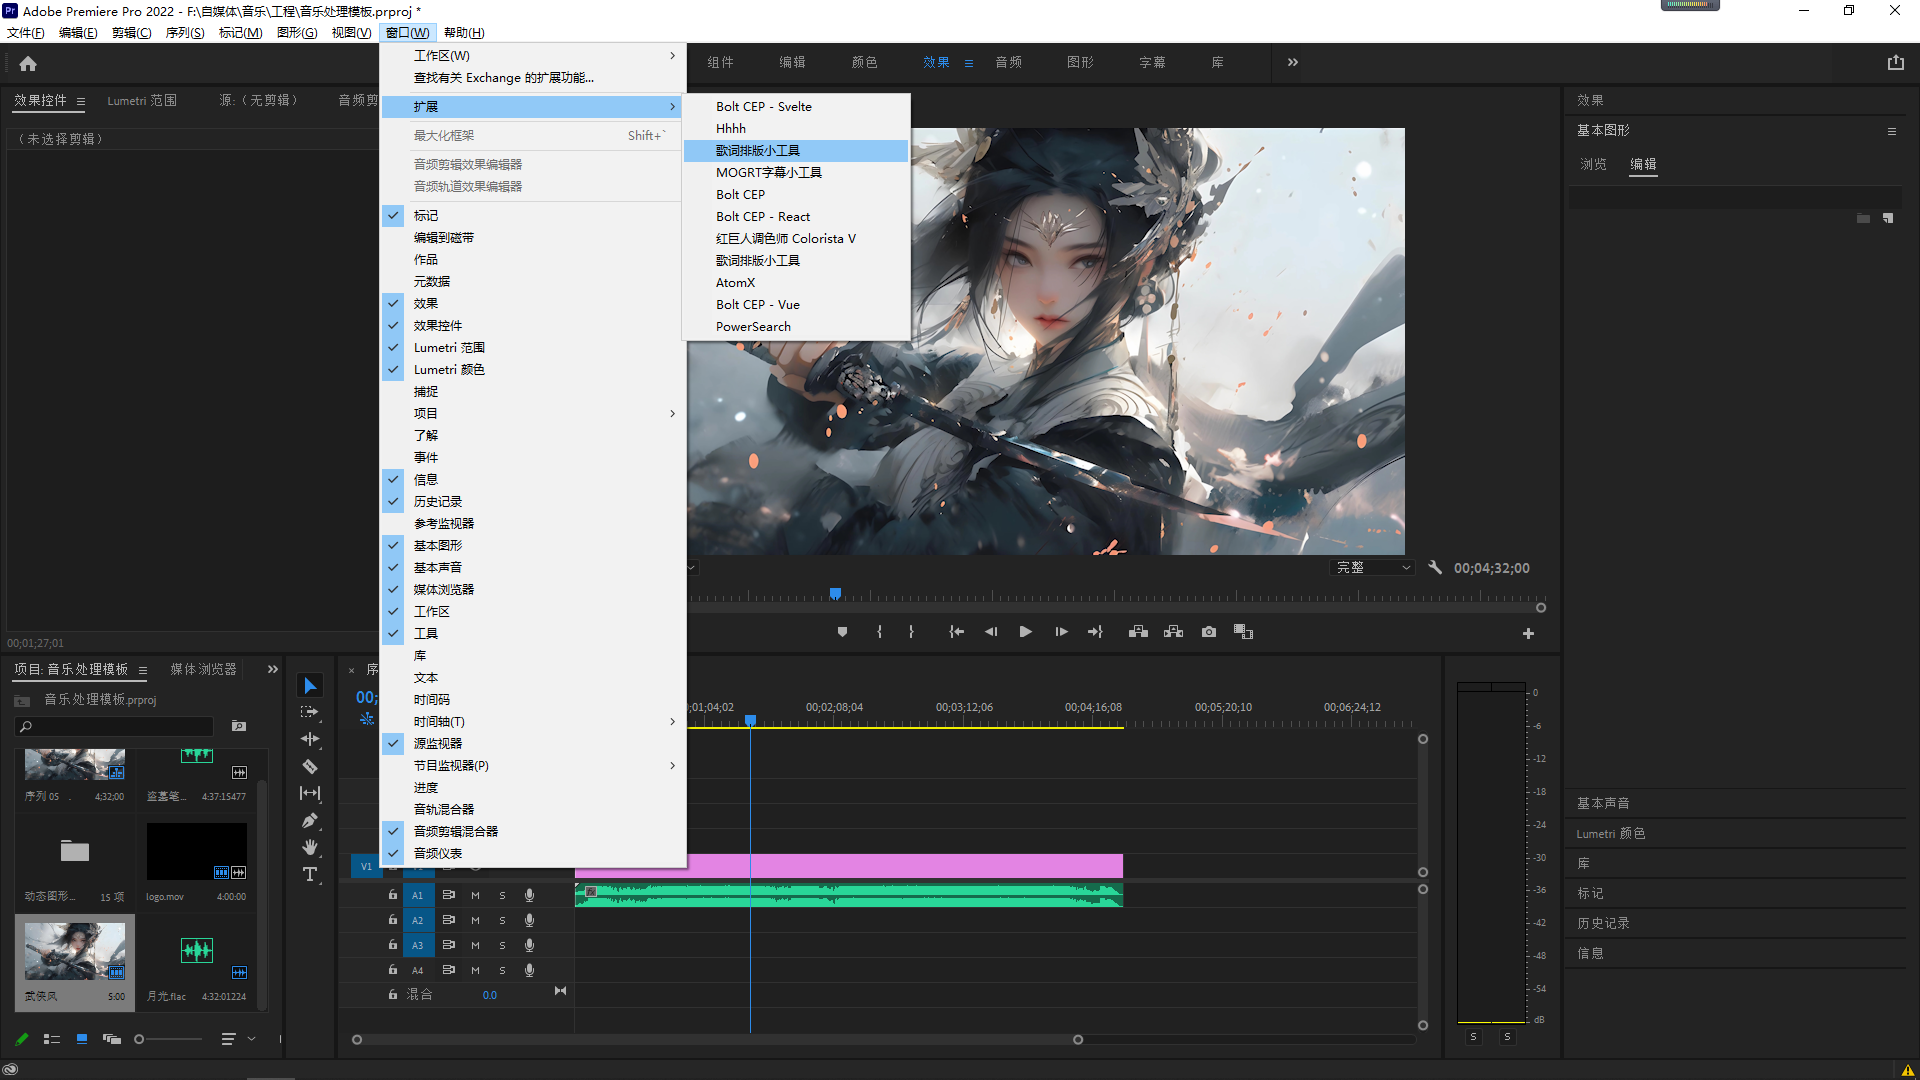 Adobe Premiere Pro 2022 - F:\自媒体\音乐\工程\音乐处理模板.prproj *
文件(F) 编辑(E) 剪辑(C) 序列(S) 标记(M) 图形(G) 视图(V) 窗口(W) 帮助(H)
组件 编辑 颜色 效果 音频 图形 字幕 库
效果控件 Lumetri 范围 源:（无剪辑） 音频剪
（未选择剪辑）
00;01;27;01
工作区(W)
查找有关 Exchange 的扩展功能...
扩展
最大化框架 Shift+`
音频剪辑效果编辑器
音频轨道效果编辑器
标记
编辑到磁带
作品
元数据
效果
效果控件
Lumetri 范围
Lumetri 颜色
捕捉
项目
了解
事件
信息
历史记录
参考监视器
基本图形
基本声音
媒体浏览器
工作区
工具
库
文本
时间码
时间轴(T)
源监视器
节目监视器(P)
进度
音轨混合器
音频剪辑混合器
音频仪表
Bolt CEP - Svelte
Hhhh
歌词排版小工具
MOGRT字幕小工具
Bolt CEP
Bolt CEP - React
红巨人调色师 Colorista V
歌词排版小工具
AtomX
Bolt CEP - Vue
PowerSearch
完整 00;04;32;00
效果
基本图形
浏览 编辑
基本声音
Lumetri 颜色
库
标记
历史记录
信息
项目: 音乐处理模板 媒体浏览器
音乐处理模板.prproj
序列 05 4;32;00 盗墓笔... 4:37:15477
动态图形... 15 项 logo.mov 4:00:00
武侠风 5:00 月光.flac 4:32:01224
× 序
00;
;01;04;02 00;02;08;04 00;03;12;06 00;04;16;08 00;05;20;10 00;06;24;12
V1
A1 M S
A2 M S
A3 M S
A4 M S
混合 0.0
0
-6
-12
-18
-24
-30
-36
-42
-48
-54
dB
S S